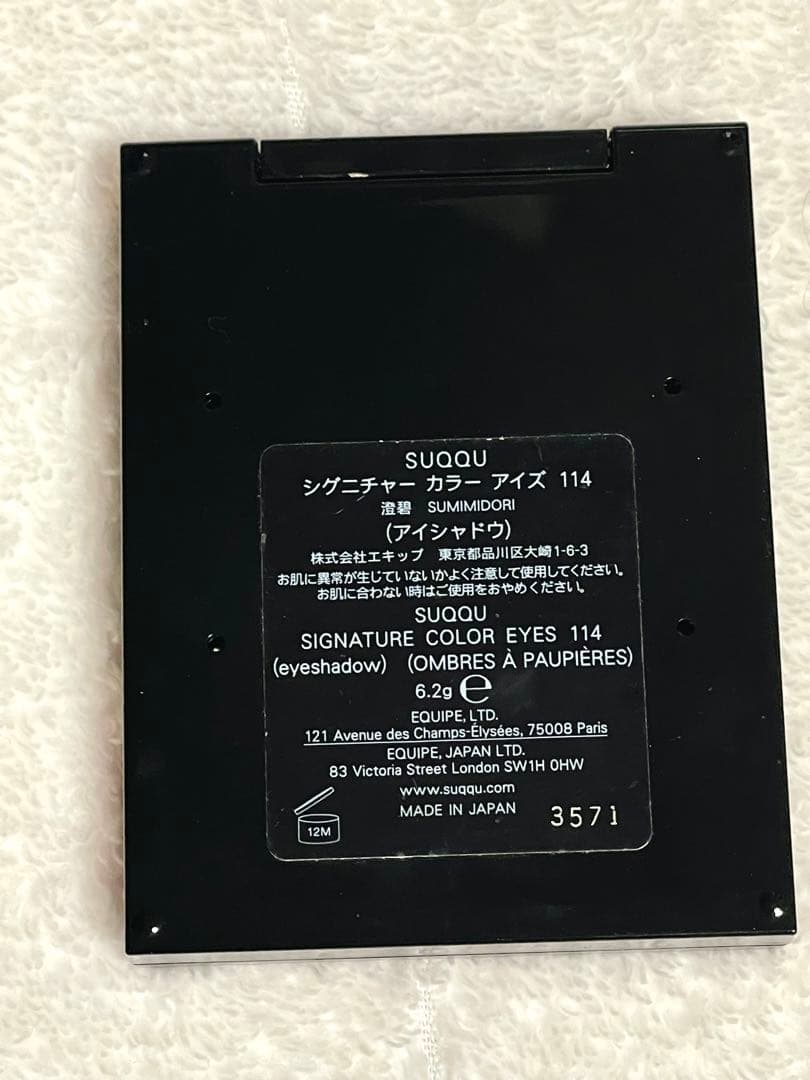 SUQQU
シグニチャー カラー アイズ 114
澄碧 SUMIMIDORI
(アイシャドウ)
株式会社エキップ 東京都品川区大崎1-6-3
お肌に異常が生じていないかよく注意して使用してください。
お肌に合わない時はご使用をおやめください。
SUQQU
SIGNATURE COLOR EYES 114
(eyeshadow) (OMBRES À PAUPIÈRES)
6.2g ℮
EQUIPE, LTD.
121 Avenue des Champs-Élysées, 75008 Paris
EQUIPE, JAPAN LTD.
83 Victoria Street London SW1H 0HW
www.suqqu.com
MADE IN JAPAN 3571
12M